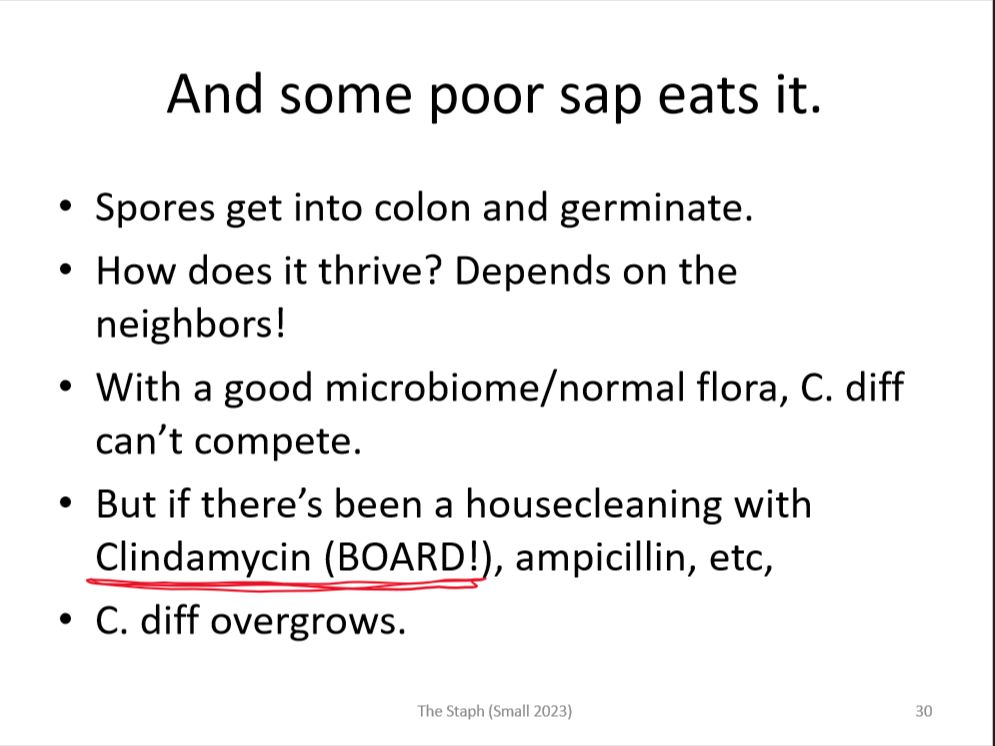 And some poor sap eats it.
• Spores get into colon and germinate.
• How does it thrive? Depends on the
neighbors!
• With a good microbiome/normal flora, C. diff
can’t compete.
• But if there’s been a housecleaning with
Clindamycin (BOARD!), ampicillin, etc,
• C. diff overgrows.
The Staph (Small 2023)
30